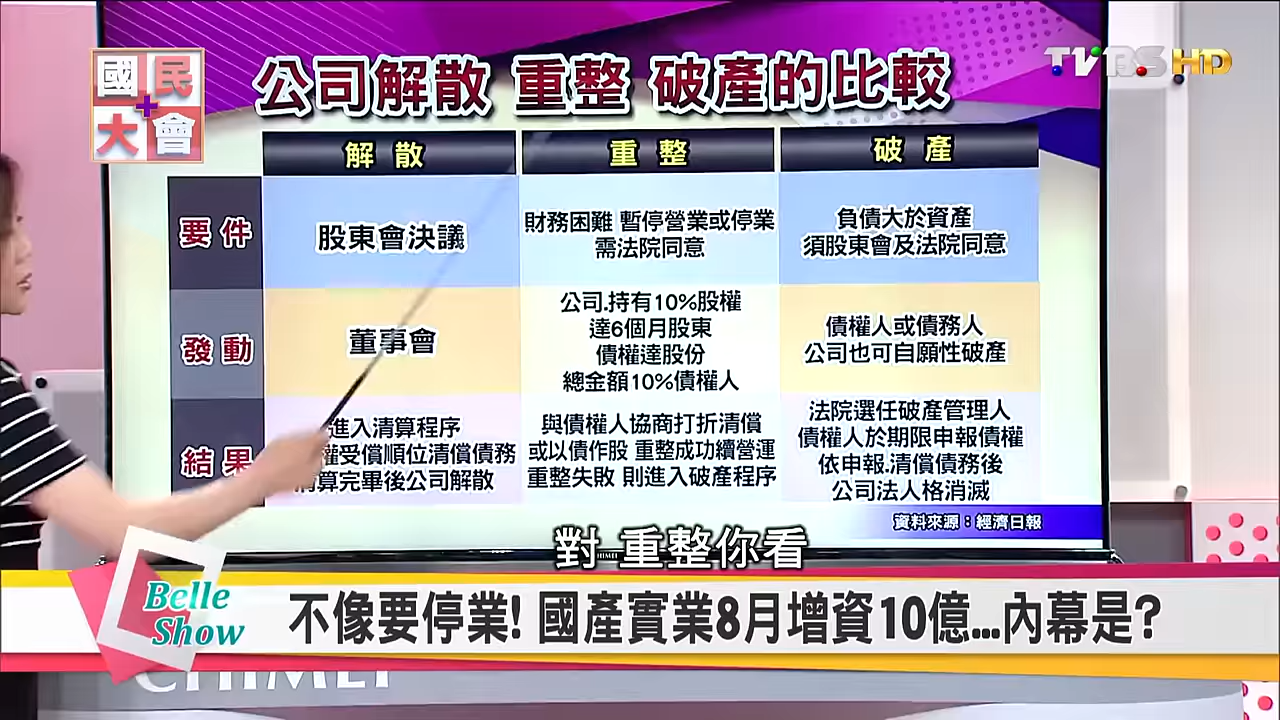 國民
大會
TVBS HD
公司解散 重整 破產的比較
解散
重整
破產
要件
股東會決議
財務困難 暫停營業或停業
需法院同意
負債大於資產
須股東會及法院同意
發動
董事會
公司.持有10%股權
達6個月股東
債權達股份
總金額10%債權人
債權人或債務人
公司也可自願性破產
結果
進入清算程序
權受償順位清償債務
清算完畢後公司解散
與債權人協商打折清償
或以債作股 重整成功續營運
重整失敗 則進入破產程序
法院選任破產管理人
債權人於期限申報債權
依申報.清償債務後
公司法人格消滅
資料來源：經濟日報
對 重整你看
Belle
Show
不像要停業! 國產實業8月增資10億...內幕是?
CHIMEI